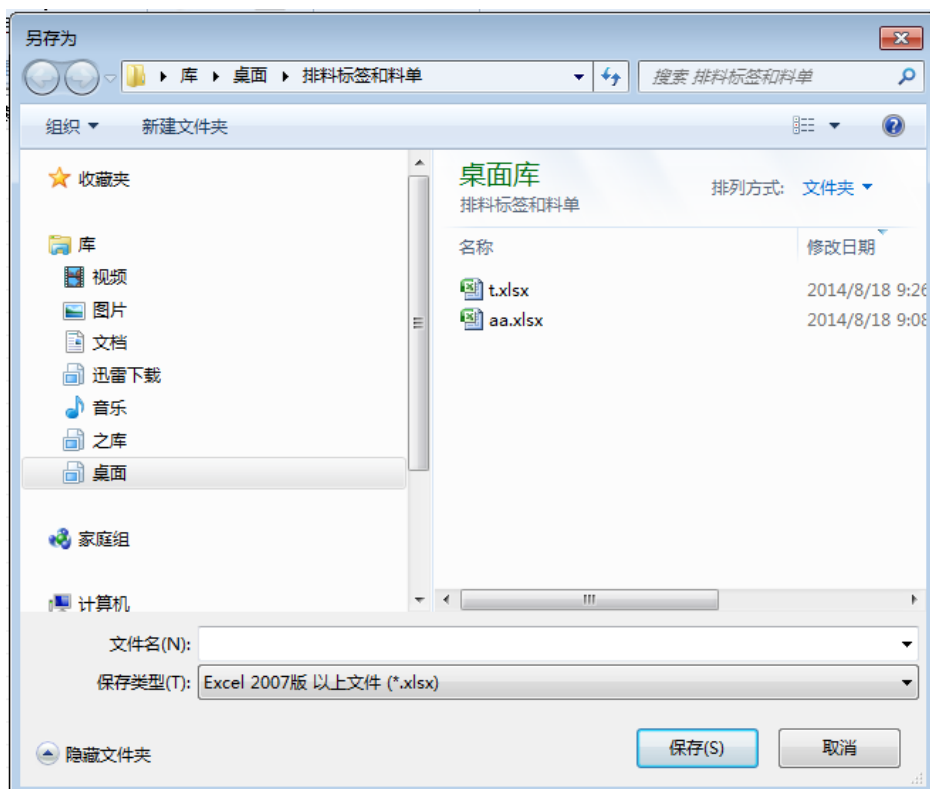 另存为
库 桌面 排料标签和料单
搜索 排料标签和料单
组织 新建文件夹
收藏夹
库
视频
图片
文档
迅雷下载
音乐
之库
桌面
家庭组
计算机
桌面库
排料标签和料单
排列方式: 文件夹
名称 修改日期
t.xlsx 2014/8/18 9:26
aa.xlsx 2014/8/18 9:08
文件名(N):
保存类型(T): Excel 2007版 以上文件 (*.xlsx)
隐藏文件夹 保存(S) 取消